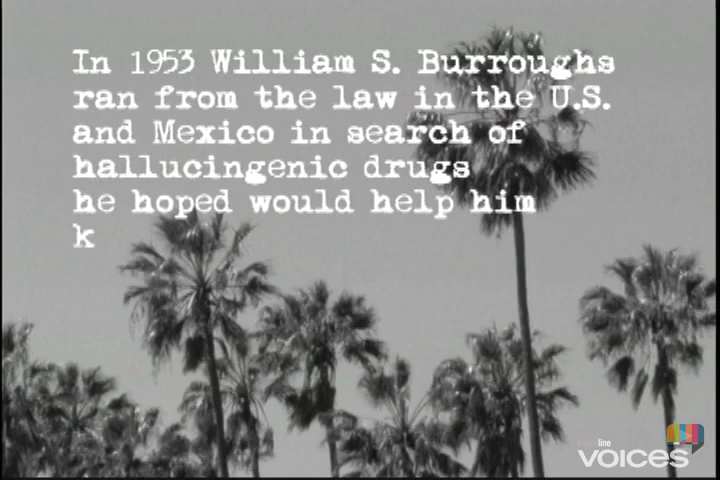 In 1953 William S. Burroughs
ran from the law in the U.S.
and Mexico in search of
hallucingenic drugs
he hoped would help him
k
line
VOICES